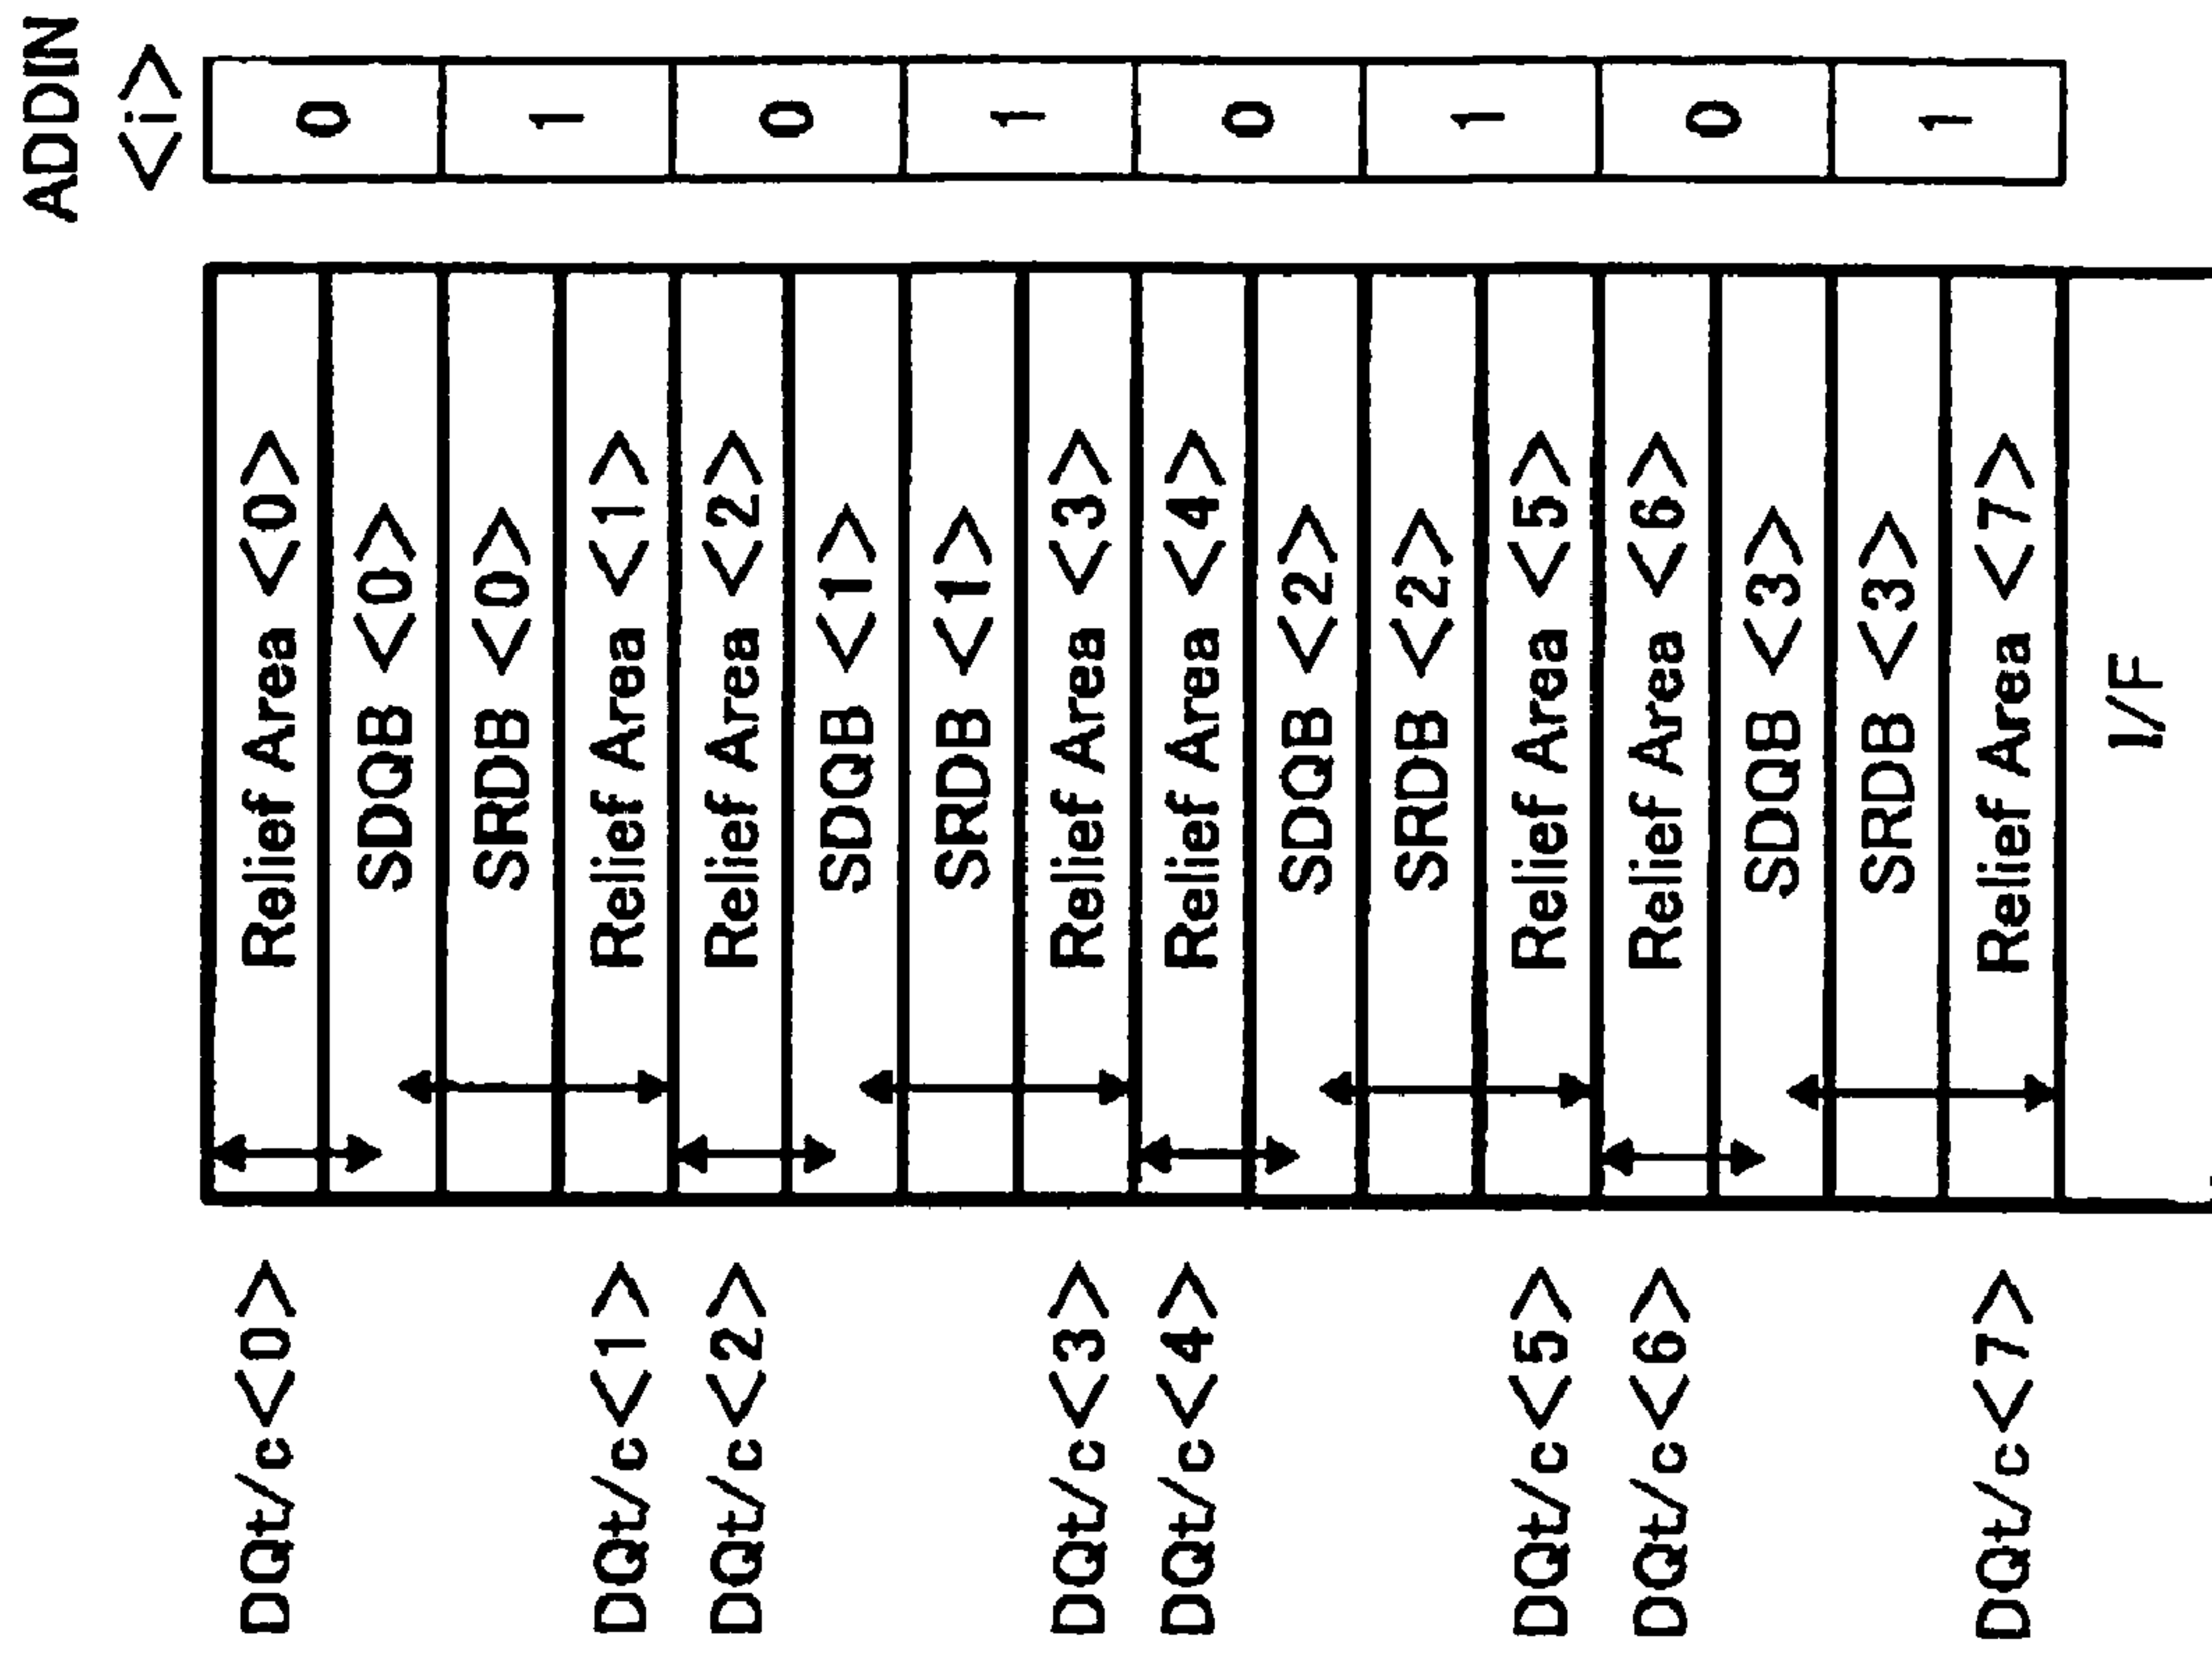 ADDIN
<i>
DQt/c<0> Relief Area <0>
0
SDQB <0>
SRDB <0>
1
DQt/c<1> Relief Area <1>
DQt/c<2> Relief Area <2>
0
SDQB <1>
SRDB <1>
1
DQt/c<3> Relief Area <3>
DQt/c<4> Relief Area <4>
0
SDQB <2>
SRDB <2>
1
DQt/c<5> Relief Area <5>
DQt/c<6> Relief Area <6>
0
SDQB <3>
SRDB <3>
1
DQt/c<7> Relief Area <7>
I/F